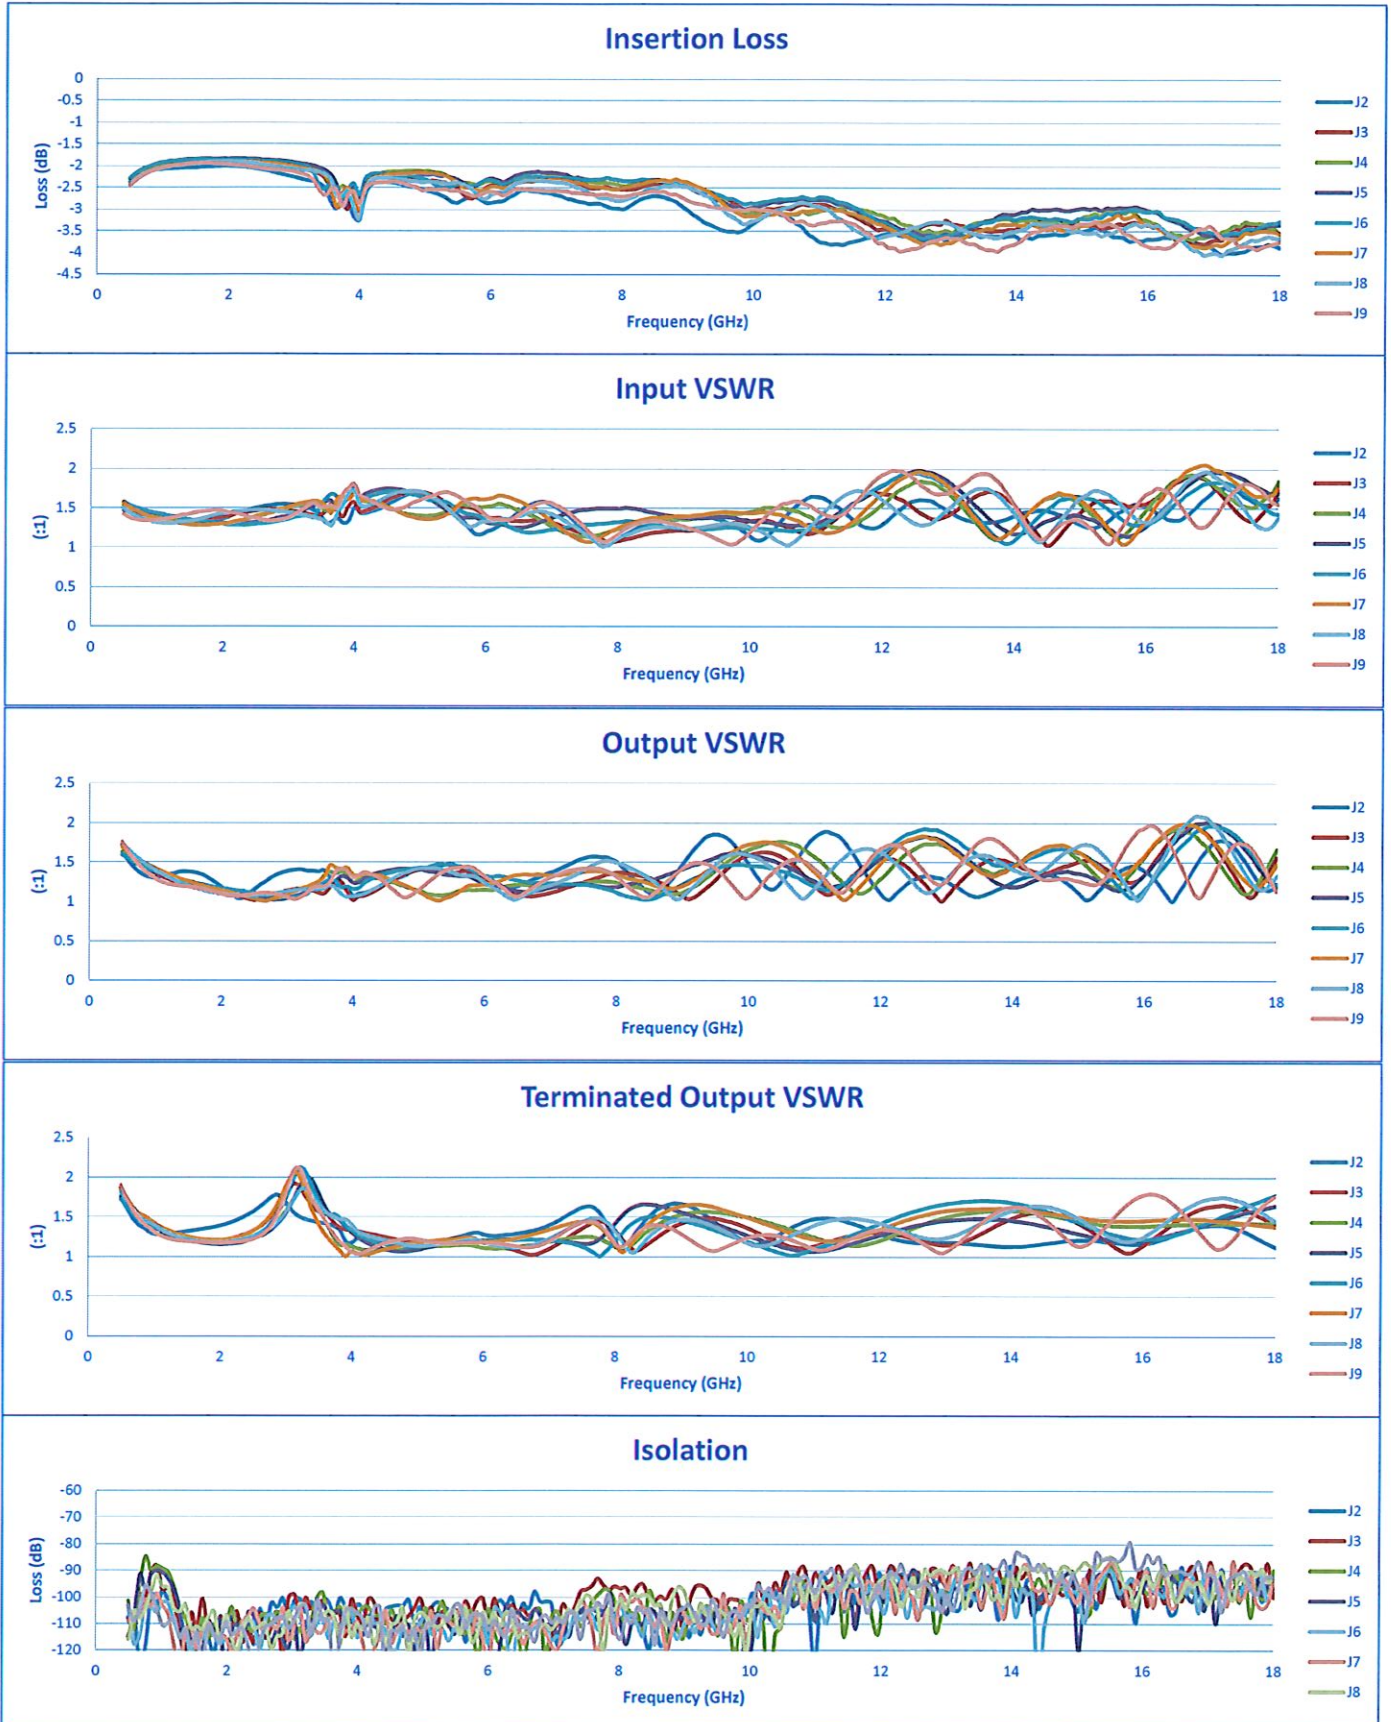 Insertion Loss
0
-0.5
-1
-1.5
-2
-2.5
-3
-3.5
-4
-4.5
Loss (dB)
0 2 4 6 8 10 12 14 16 18
Frequency (GHz)
J2
J3
J4
J5
J6
J7
J8
J9
Input VSWR
2.5
2
1.5
1
0.5
0
(:1)
0 2 4 6 8 10 12 14 16 18
Frequency (GHz)
J2
J3
J4
J5
J6
J7
J8
J9
Output VSWR
2.5
2
1.5
1
0.5
0
(:1)
0 2 4 6 8 10 12 14 16 18
Frequency (GHz)
J2
J3
J4
J5
J6
J7
J8
J9
Terminated Output VSWR
2.5
2
1.5
1
0.5
0
(:1)
0 2 4 6 8 10 12 14 16 18
Frequency (GHz)
J2
J3
J4
J5
J6
J7
J8
J9
Isolation
-60
-70
-80
-90
-100
-110
-120
Loss (dB)
0 2 4 6 8 10 12 14 16 18
Frequency (GHz)
J2
J3
J4
J5
J6
J7
J8